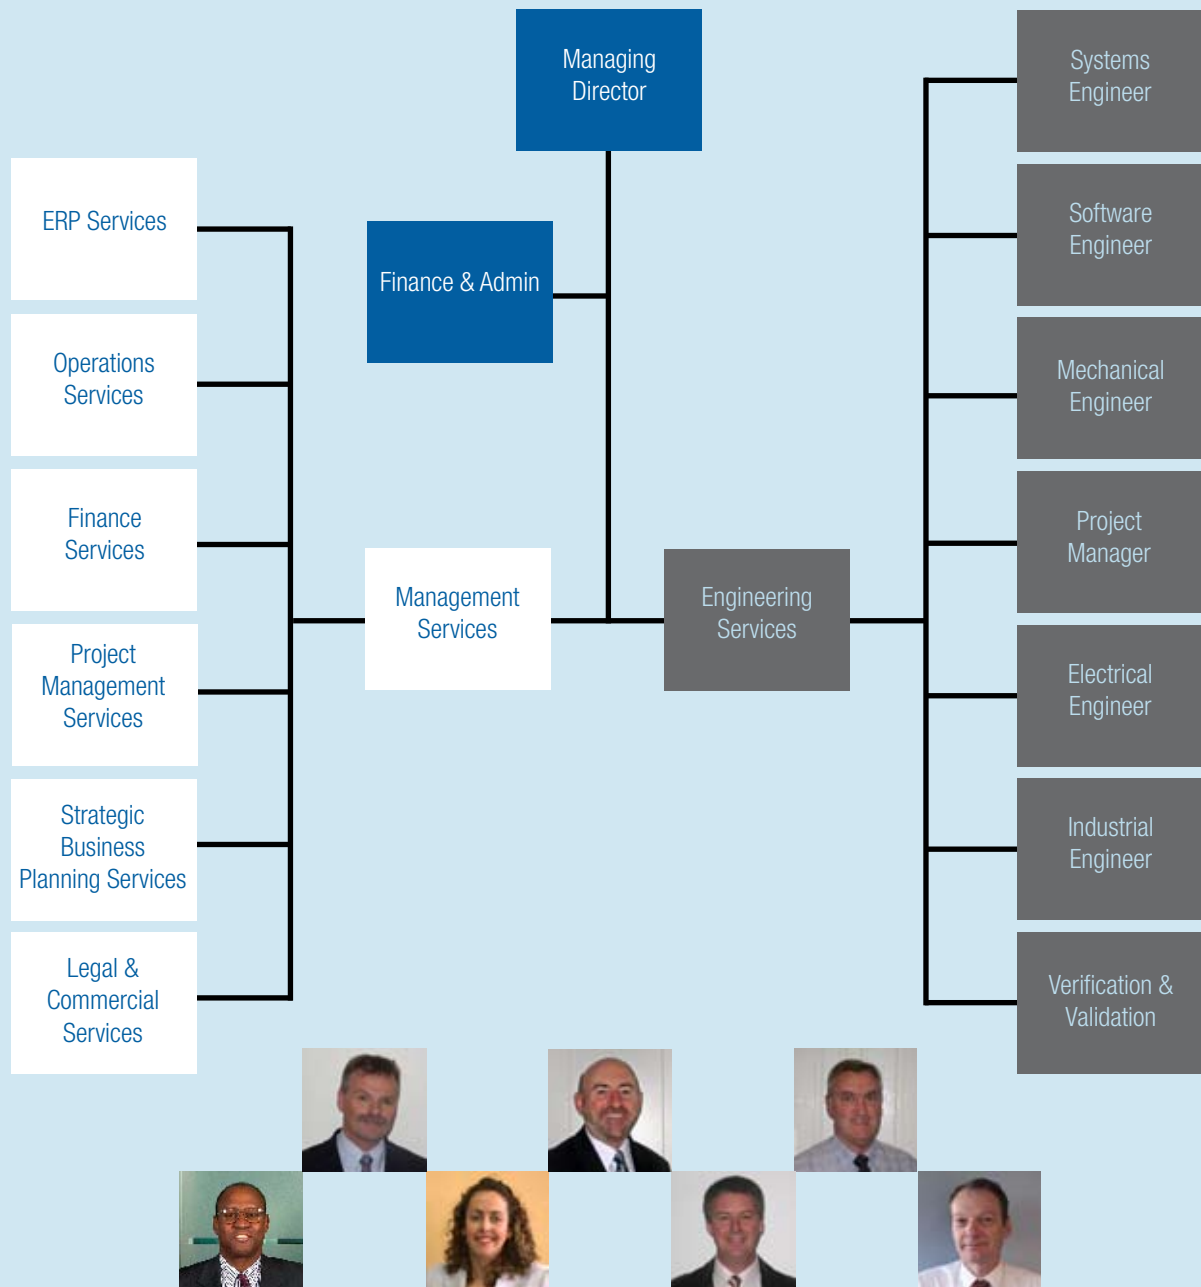 Managing
Director
Finance & Admin
Management
Services
Engineering
Services
ERP Services
Operations
Services
Finance
Services
Project
Management
Services
Strategic
Business
Planning Services
Legal &
Commercial
Services
Systems
Engineer
Software
Engineer
Mechanical
Engineer
Project
Manager
Electrical
Engineer
Industrial
Engineer
Verification &
Validation